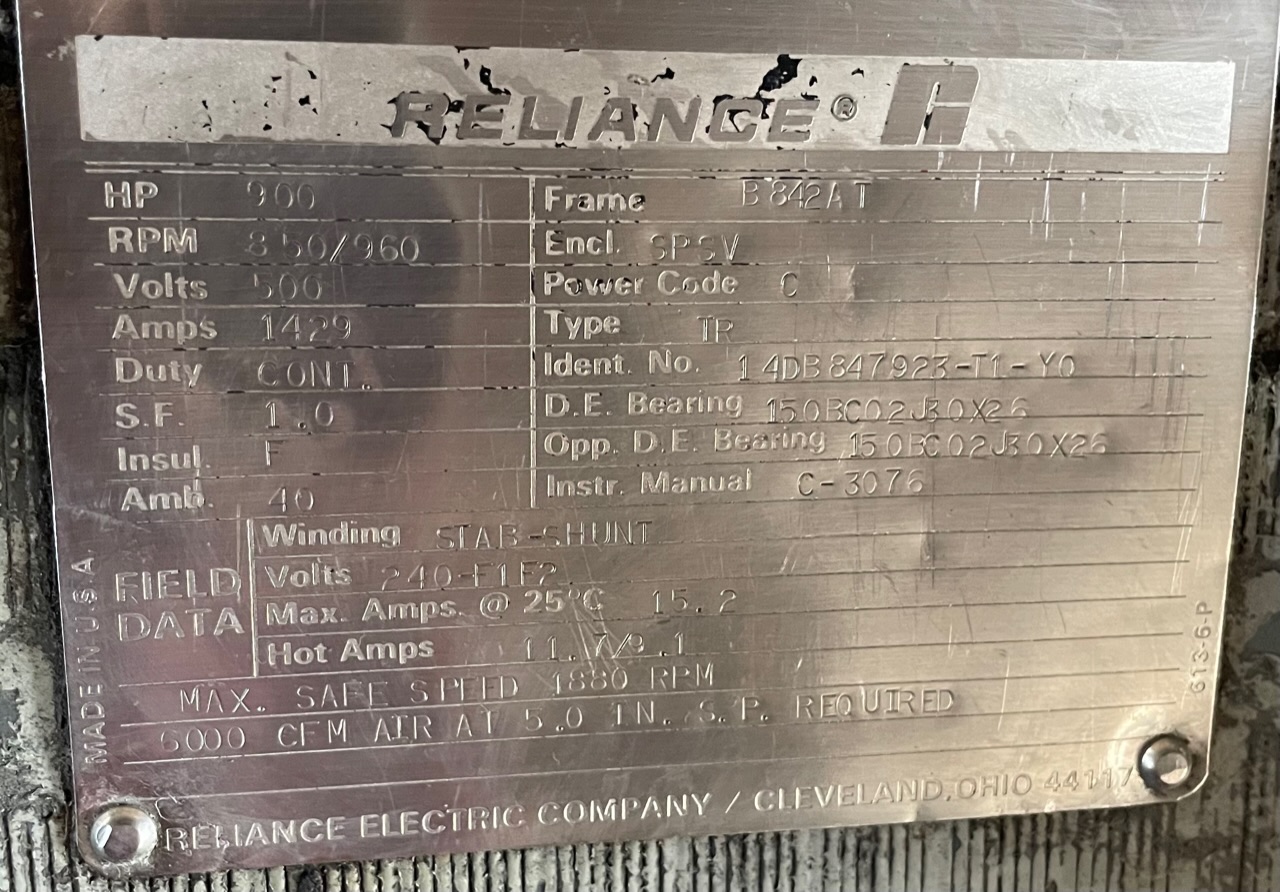 RELIANCE® R
HP 900
RPM 850/960
Volts 500
Amps 1429
Duty CONT.
S.F. 1.0
Insul. F
Amb. 40
Frame B842AT
Encl. SPSV
Power Code C
Type TR
Ident. No. 14DB847923-T1-Y0
D.E. Bearing 150BC02J30X26
Opp. D.E. Bearing 150BC02J30X26
Instr. Manual C-3076
FIELD DATA
Winding STAB-SHUNT
Volts 240-F1F2
Max. Amps. @ 25°C 15.2
Hot Amps 11.7/9.1
MAX. SAFE SPEED 1880 RPM
6000 CFM AIR AT 5.0 IN. S.P. REQUIRED
RELIANCE ELECTRIC COMPANY / CLEVELAND, OHIO 44117
MADE IN U.S.A.
613-6-P